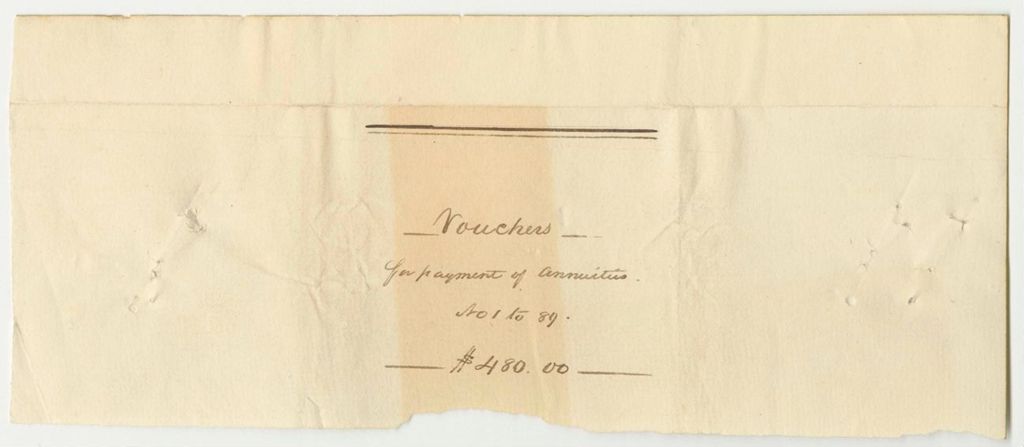 Vouchers
for payment of annuities.
No 1 to 89.
$480.00